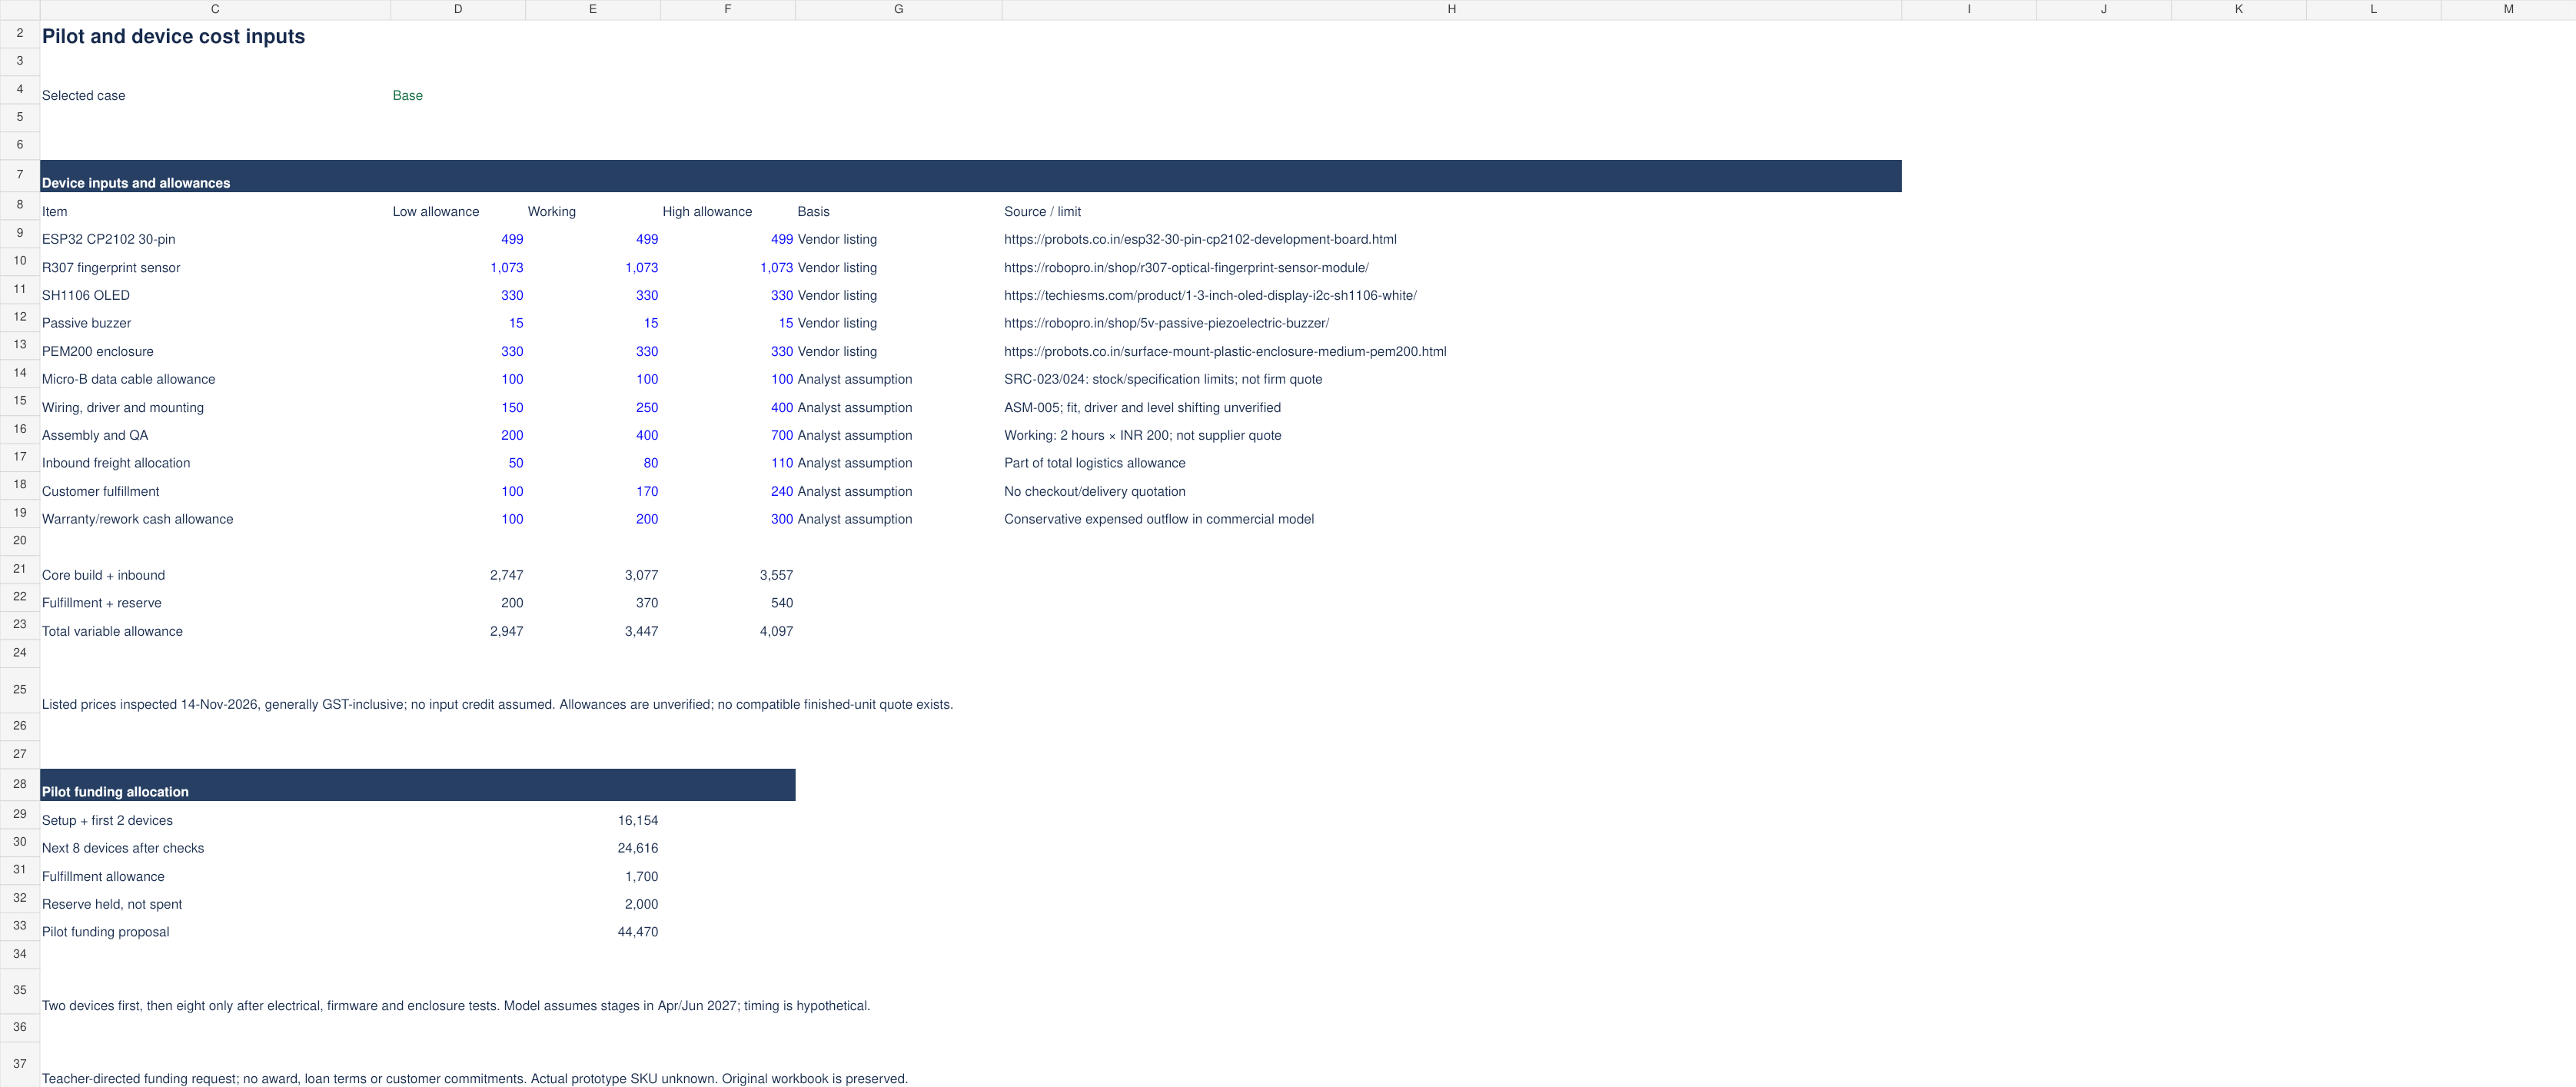 C D E F G H I J K L M
2 Pilot and device cost inputs
3
4 Selected case Base
5
6
7 Device inputs and allowances
8 Item Low allowance Working High allowance Basis Source / limit
9 ESP32 CP2102 30-pin 499 499 499 Vendor listing https://probots.co.in/esp32-30-pin-cp2102-development-board.html
10 R307 fingerprint sensor 1,073 1,073 1,073 Vendor listing https://robopro.in/shop/r307-optical-fingerprint-sensor-module/
11 SH1106 OLED 330 330 330 Vendor listing https://techiesms.com/product/1-3-inch-oled-display-i2c-sh1106-white/
12 Passive buzzer 15 15 15 Vendor listing https://robopro.in/shop/5v-passive-piezoelectric-buzzer/
13 PEM200 enclosure 330 330 330 Vendor listing https://probots.co.in/surface-mount-plastic-enclosure-medium-pem200.html
14 Micro-B data cable allowance 100 100 100 Analyst assumption SRC-023/024: stock/specification limits; not firm quote
15 Wiring, driver and mounting 150 250 400 Analyst assumption ASM-005; fit, driver and level shifting unverified
16 Assembly and QA 200 400 700 Analyst assumption Working: 2 hours × INR 200; not supplier quote
17 Inbound freight allocation 50 80 110 Analyst assumption Part of total logistics allowance
18 Customer fulfillment 100 170 240 Analyst assumption No checkout/delivery quotation
19 Warranty/rework cash allowance 100 200 300 Analyst assumption Conservative expensed outflow in commercial model
20
21 Core build + inbound 2,747 3,077 3,557
22 Fulfillment + reserve 200 370 540
23 Total variable allowance 2,947 3,447 4,097
24
25 Listed prices inspected 14-Nov-2026, generally GST-inclusive; no input credit assumed. Allowances are unverified; no compatible finished-unit quote exists.
26
27
28 Pilot funding allocation
29 Setup + first 2 devices 16,154
30 Next 8 devices after checks 24,616
31 Fulfillment allowance 1,700
32 Reserve held, not spent 2,000
33 Pilot funding proposal 44,470
34
35 Two devices first, then eight only after electrical, firmware and enclosure tests. Model assumes stages in Apr/Jun 2027; timing is hypothetical.
36
37 Teacher-directed funding request; no award, loan terms or customer commitments. Actual prototype SKU unknown. Original workbook is preserved.